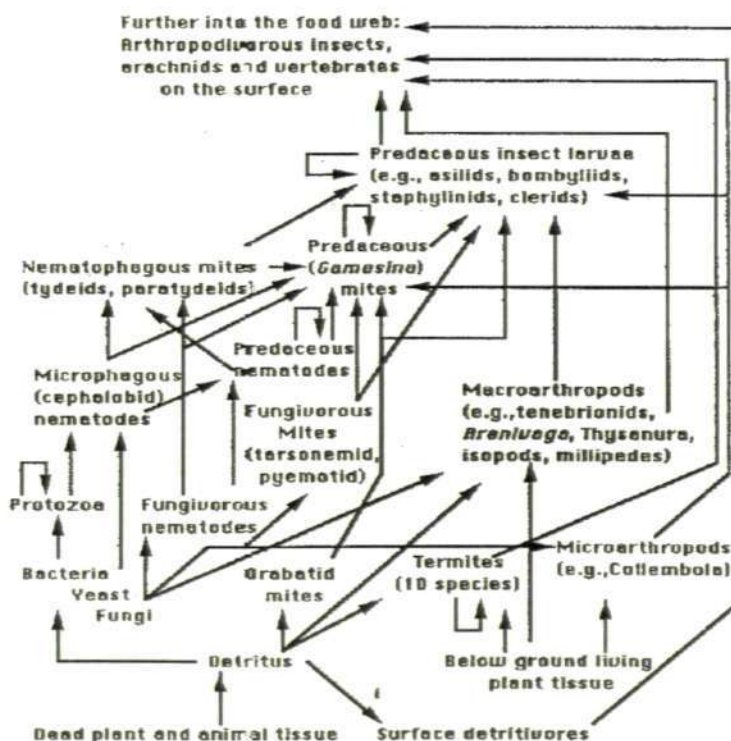 Further into the food web:
Arthropodivorous insects,
arachnids and vertebrates
on the surface
Predaceous insect larvae
(e.g., asilids, bombyliids,
staphylinids, clerids)
Predaceous
(Gamasina)
mites
Nematophagous mites
(tydeids, paratydeids)
Predaceous
nematodes
Microphagous
(cephalobid)
nematodes
Fungivorous
Mites
(tarsonemid,
pyemotid)
Macroarthropods
(e.g.,tenebrionids,
Arenivaga, Thysanura,
isopods, millipedes)
Protozoa
Fungivorous
nematodes
Bacteria
Yeast
Fungi
Orabatid
mites
Termites
(10 species)
Microarthropods
(e.g.,Collembola)
Detritus
Below ground living
plant tissue
Dead plant and animal tissue
Surface detritivores